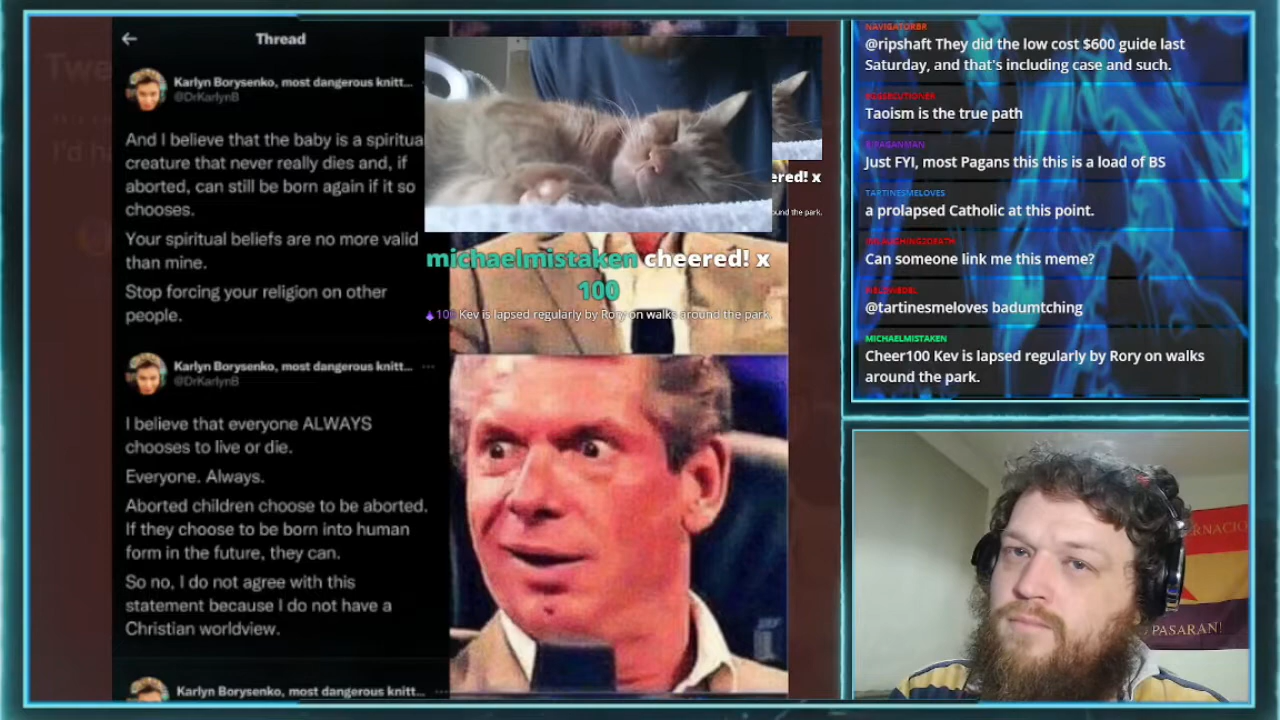 Thread
Karlyn Borysenko, most dangerous knitt...
@DrKarlynB
And I believe that the baby is a spiritua
creature that never really dies and, if
aborted, can still be born again if it so
chooses.
Your spiritual beliefs are no more valid
than mine.
Stop forcing your religion on other
people.
Karlyn Borysenko, most dangerous knitt...
@DrKarlynB
I believe that everyone ALWAYS
chooses to live or die.
Everyone. Always.
Aborted children choose to be aborted.
If they choose to be born into human
form in the future, they can.
So no, I do not agree with this
statement because I do not have a
Christian worldview.
Karlyn Borysenko, most dangerous knitt...
ered! x
ound the park.
michaelmistaken cheered! x
100
Kev is lapsed regularly by Rory on walks around the park.
NAVIGATORBR
@ripshaft They did the low cost $600 guide last
Saturday, and that's including case and such.
Taoism is the true path
Just FYI, most Pagans this this is a load of BS
TARTINESMELOVES
a prolapsed Catholic at this point.
Can someone link me this meme?
@tartinesmeloves badumtching
MICHAELMISTAKEN
Cheer100 Kev is lapsed regularly by Rory on walks
around the park.
ERNACIO
PASARAN!